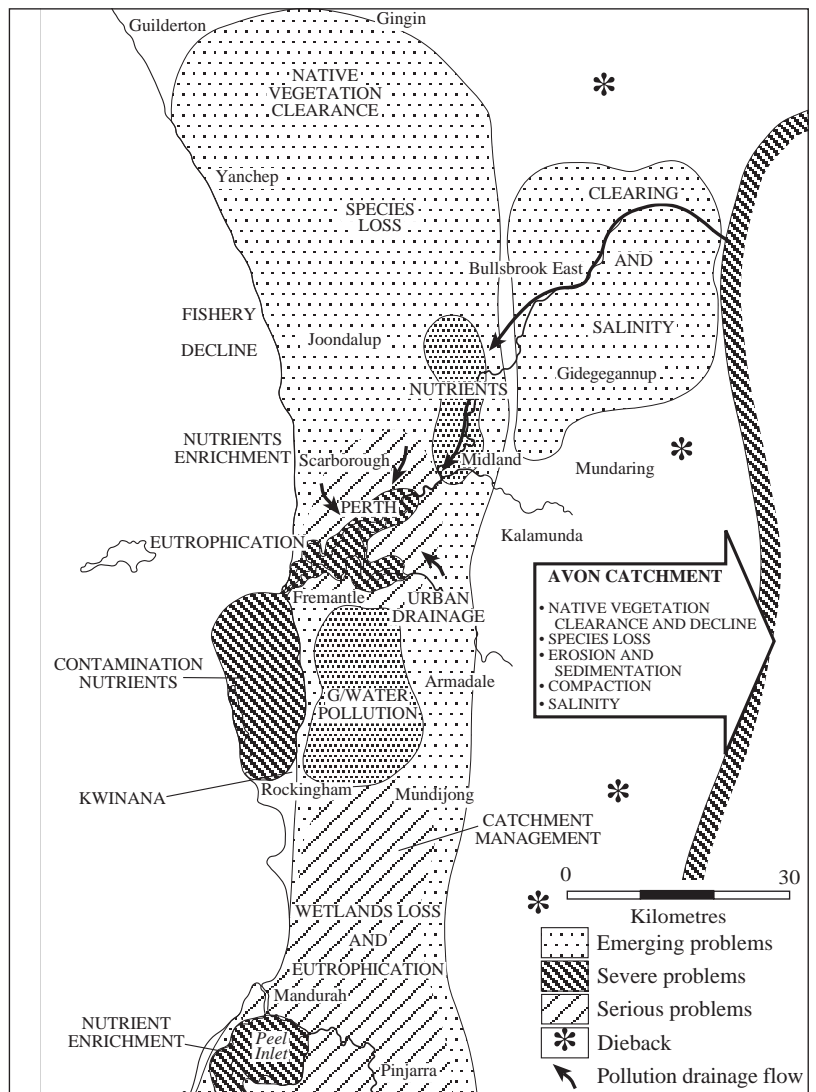 Guilderton
Gingin
NATIVE
VEGETATION
CLEARANCE
Yanchep
CLEARING
SPECIES
LOSS
Bullsbrook East
AND
FISHERY
DECLINE
Joondalup
SALINITY
Gidegegannup
NUTRIENTS
NUTRIENTS
ENRICHMENT
Scarborough
Midland
Mundaring
PERTH
Kalamunda
EUTROPHICATION
Fremantle
URBAN
DRAINAGE
AVON CATCHMENT
• NATIVE VEGETATION
CLEARANCE AND DECLINE
• SPECIES LOSS
• EROSION AND
SEDIMENTATION
• COMPACTION
• SALINITY
CONTAMINATION
NUTRIENTS
Armadale
G/WATER
POLLUTION
KWINANA
Rockingham
Mundijong
CATCHMENT
MANAGEMENT
0 30
Kilometres
WETLANDS LOSS
AND
EUTROPHICATION
Mandurah
NUTRIENT
ENRICHMENT
Peel
Inlet
Pinjarra
Emerging problems
Severe problems
Serious problems
Dieback
Pollution drainage flow